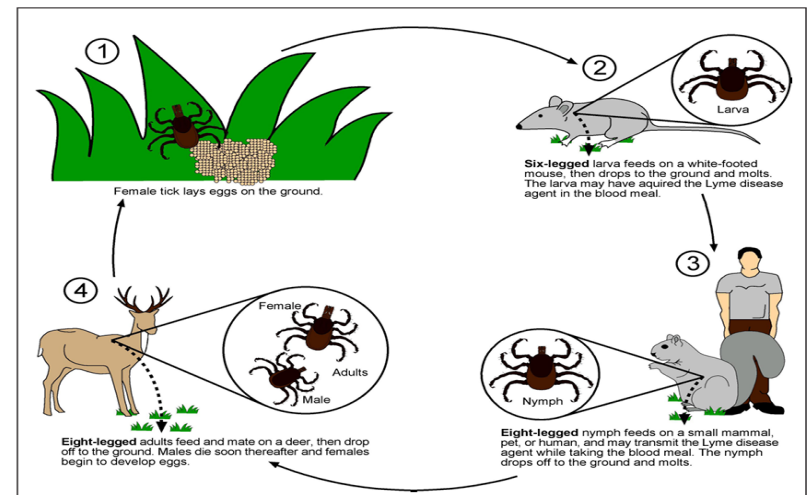 1
Female tick lays eggs on the ground.
2
Larva
Six-legged larva feeds on a white-footed
mouse, then drops to the ground and molts.
The larva may have aquired the Lyme disease
agent in the blood meal.
3
Nymph
Eight-legged nymph feeds on a small mammal,
pet, or human, and may transmit the Lyme disease
agent while taking the blood meal. The nymph
drops off to the ground and molts.
4
Female
Adults
Male
Eight-legged adults feed and mate on a deer, then drop
off to the ground. Males die soon thereafter and females
begin to develop eggs.